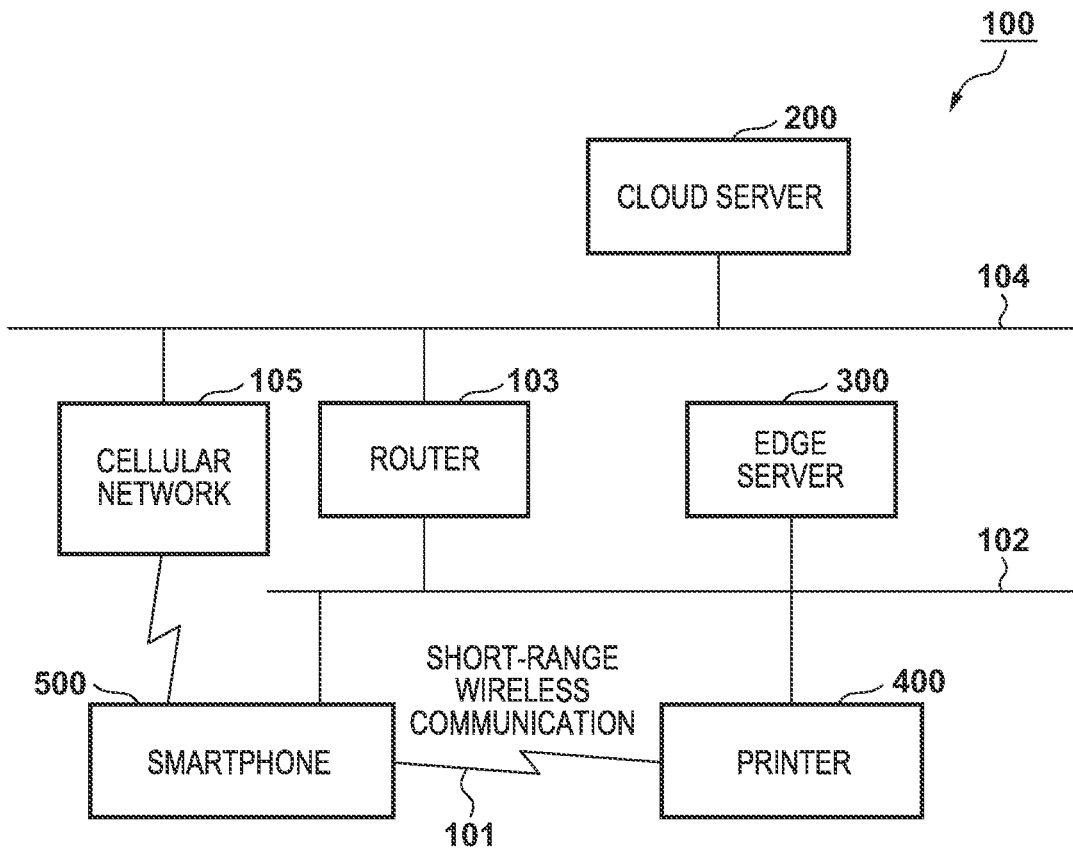 100
200
CLOUD SERVER
104
105
103
300
CELLULAR
NETWORK
ROUTER
EDGE
SERVER
102
SHORT-RANGE
WIRELESS
COMMUNICATION
500
400
SMARTPHONE
PRINTER
101